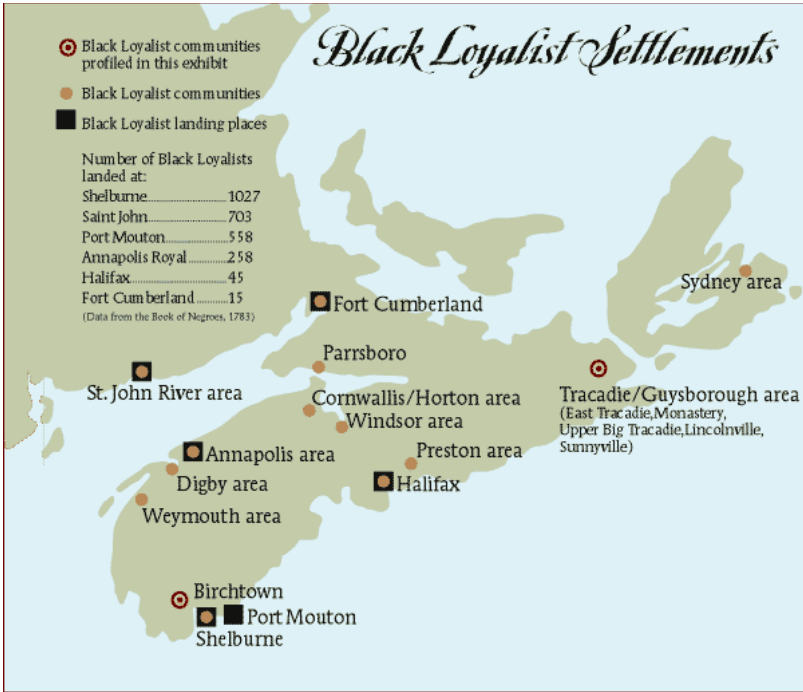 Black Loyalist Settlements
Black Loyalist communities
profiled in this exhibit
Black Loyalist communities
Black Loyalist landing places
Number of Black Loyalists
landed at:
Shelburne........................1027
Saint John........................703
Port Mouton...................558
Annapolis Royal............258
Halifax...............................45
Fort Cumberland..........15
(Data from the Book of Negroes, 1783)
Sydney area
Fort Cumberland
Parrsboro
St. John River area
Cornwallis/Horton area
Windsor area
Tracadie/Guysborough area
(East Tracadie,Monastery,
Upper Big Tracadie,Lincolnville,
Sunnyville)
Annapolis area
Preston area
Digby area
Halifax
Weymouth area
Birchtown
Port Mouton
Shelburne